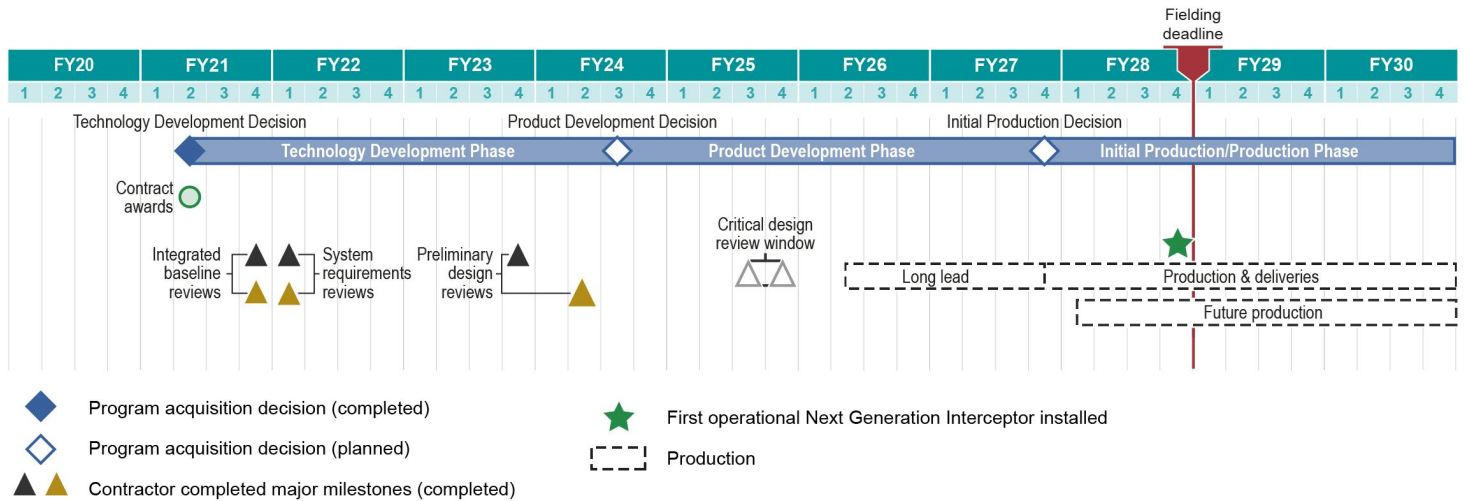 Fielding
deadline
FY20 FY21 FY22 FY23 FY24 FY25 FY26 FY27 FY28 FY29 FY30
1 2 3 4 1 2 3 4 1 2 3 4 1 2 3 4 1 2 3 4 1 2 3 4 1 2 3 4 1 2 3 4 1 2 3 4 1 2 3 4 1 2 3 4
Technology Development Decision Product Development Decision Initial Production Decision
Technology Development Phase Product Development Phase Initial Production/Production Phase
Contract
awards
Integrated
baseline
reviews
System
requirements
reviews
Preliminary
design
reviews
Critical design
review window
Long lead Production & deliveries
Future production
Program acquisition decision (completed)
Program acquisition decision (planned)
Contractor completed major milestones (completed)
First operational Next Generation Interceptor installed
Production